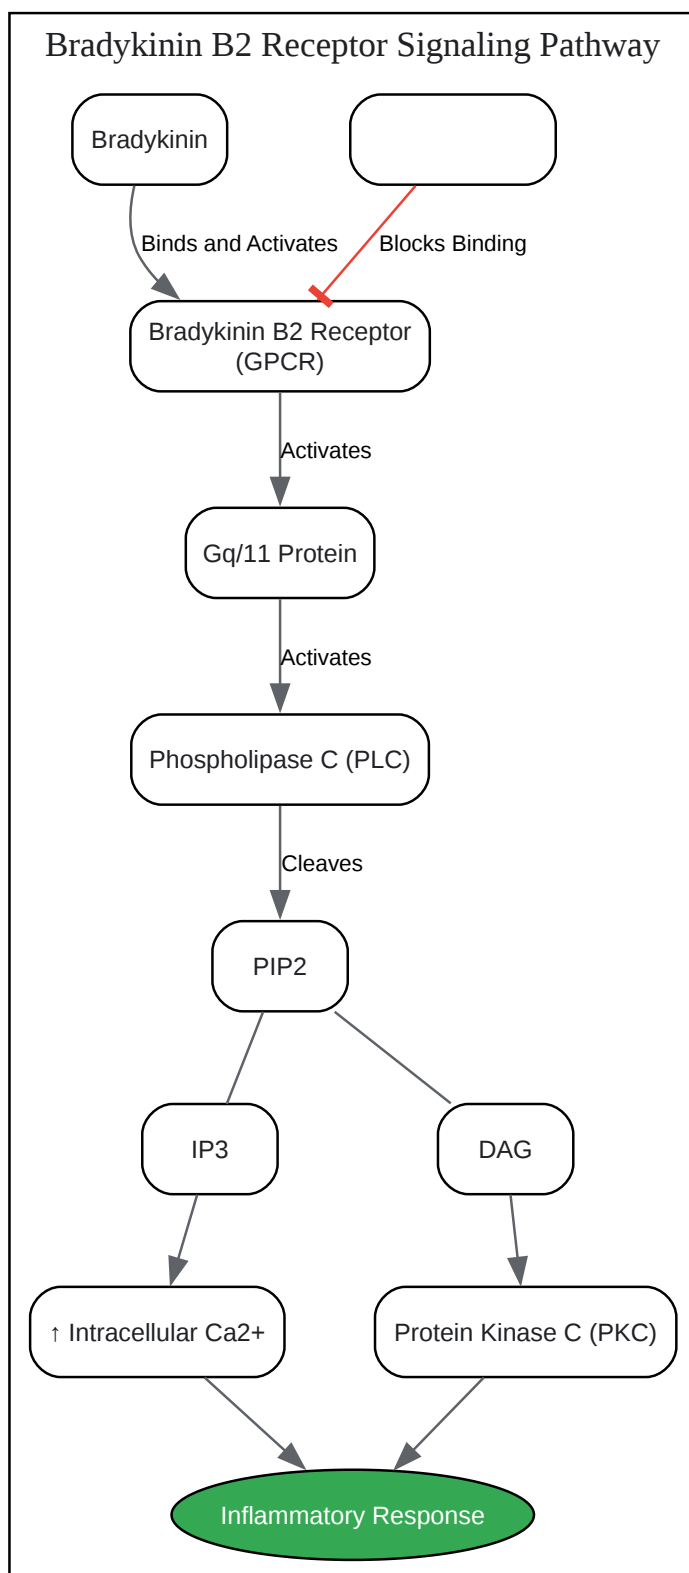 Bradykinin B2 Receptor Signaling Pathway
Bradykinin
Binds and Activates
Blocks Binding
Bradykinin B2 Receptor
(GPCR)
Activates
Gq/11 Protein
Activates
Phospholipase C (PLC)
Cleaves
PIP2
IP3
DAG
↑ Intracellular Ca2+
Protein Kinase C (PKC)
Inflammatory Response